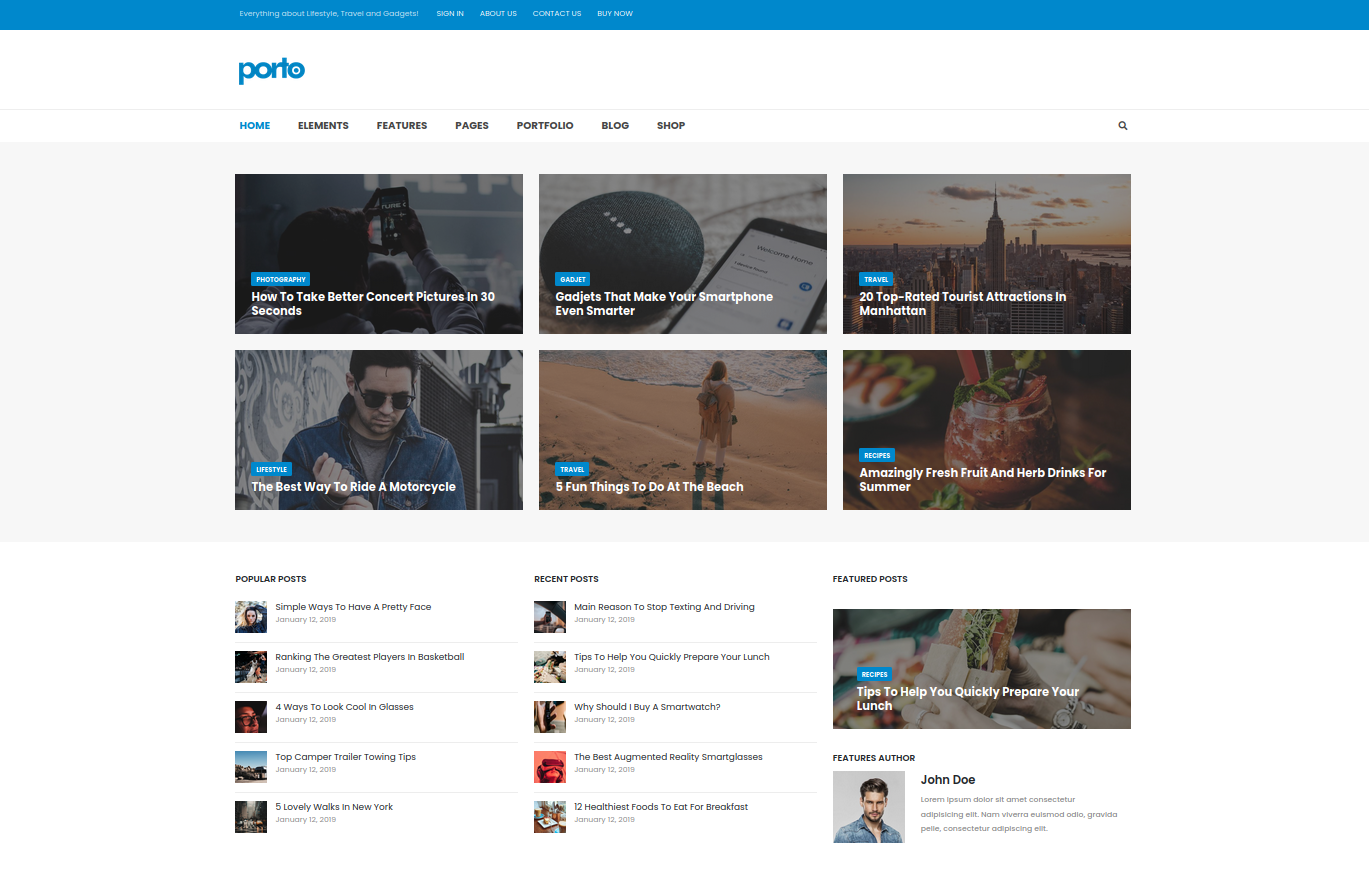 Everything about Lifestyle, Travel and Gadgets! SIGN IN ABOUT US CONTACT US BUY NOW
porto
HOME ELEMENTS FEATURES PAGES PORTFOLIO BLOG SHOP
PHOTOGRAPHY
How To Take Better Concert Pictures In 30
Seconds
Welcome Home
GADJET
Gadjets That Make Your Smartphone
Even Smarter
TRAVEL
20 Top-Rated Tourist Attractions In
Manhattan
LIFESTYLE
The Best Way To Ride A Motorcycle
TRAVEL
5 Fun Things To Do At The Beach
RECIPES
Amazingly Fresh Fruit And Herb Drinks For
Summer
POPULAR POSTS
Simple Ways To Have A Pretty Face
January 12, 2019
Ranking The Greatest Players In Basketball
January 12, 2019
4 Ways To Look Cool In Glasses
January 12, 2019
Top Camper Trailer Towing Tips
January 12, 2019
5 Lovely Walks In New York
January 12, 2019
RECENT POSTS
Main Reason To Stop Texting And Driving
January 12, 2019
Tips To Help You Quickly Prepare Your Lunch
January 12, 2019
Why Should I Buy A Smartwatch?
January 12, 2019
The Best Augmented Reality Smartglasses
January 12, 2019
12 Healthiest Foods To Eat For Breakfast
January 12, 2019
FEATURED POSTS
RECIPES
Tips To Help You Quickly Prepare Your
Lunch
FEATURES AUTHOR
John Doe
Lorem ipsum dolor sit amet consectetur
adipisicing elit. Nam viverra euismod odio, gravida
pelle, consectetur adipiscing elit.